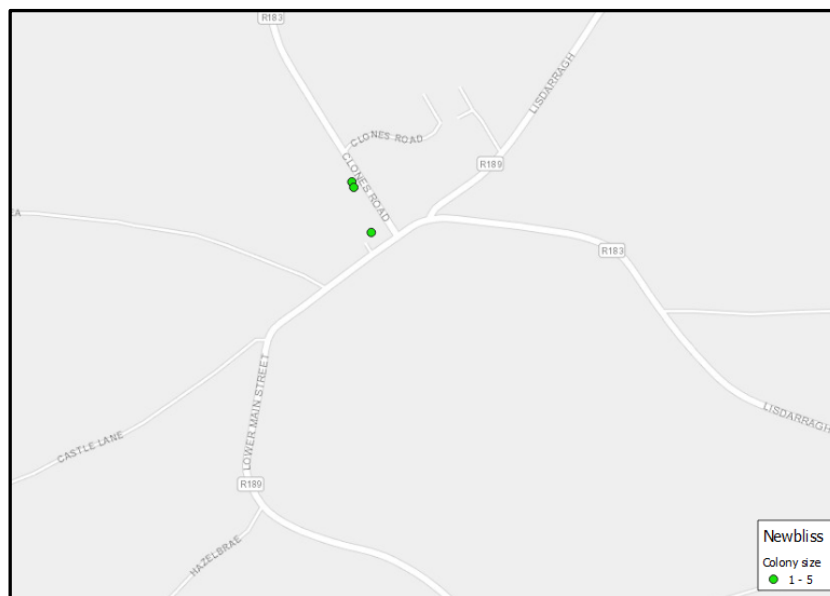 R183
LISDARRAGH
CLONES ROAD
R189
CLONES ROAD
R183
LISDARRAGH
LOWER MAIN STREET
CASTLE LANE
R189
HAZELBRAE
Newbliss
Colony size
1 - 5